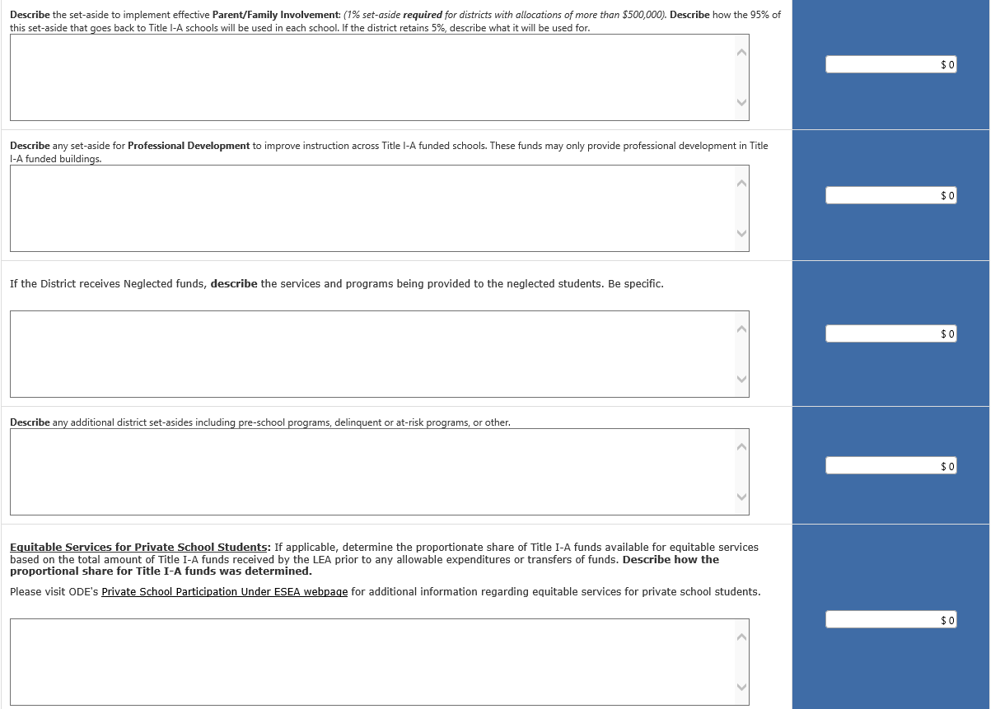 Describe the set-aside to implement effective Parent/Family Involvement: (1% set-aside required for districts with allocations of more than $500,000). Describe how the 95% of
this set-aside that goes back to Title I-A schools will be used in each school. If the district retains 5%, describe what it will be used for.
$ 0
Describe any set-aside for Professional Development to improve instruction across Title I-A funded schools. These funds may only provide professional development in Title
I-A funded buildings.
$ 0
If the District receives Neglected funds, describe the services and programs being provided to the neglected students. Be specific.
$ 0
Describe any additional district set-asides including pre-school programs, delinquent or at-risk programs, or other.
$ 0
Equitable Services for Private School Students: If applicable, determine the proportionate share of Title I-A funds available for equitable services
based on the total amount of Title I-A funds received by the LEA prior to any allowable expenditures or transfers of funds. Describe how the
proportional share for Title I-A funds was determined.
Please visit ODE's Private School Participation Under ESEA webpage for additional information regarding equitable services for private school students.
$ 0